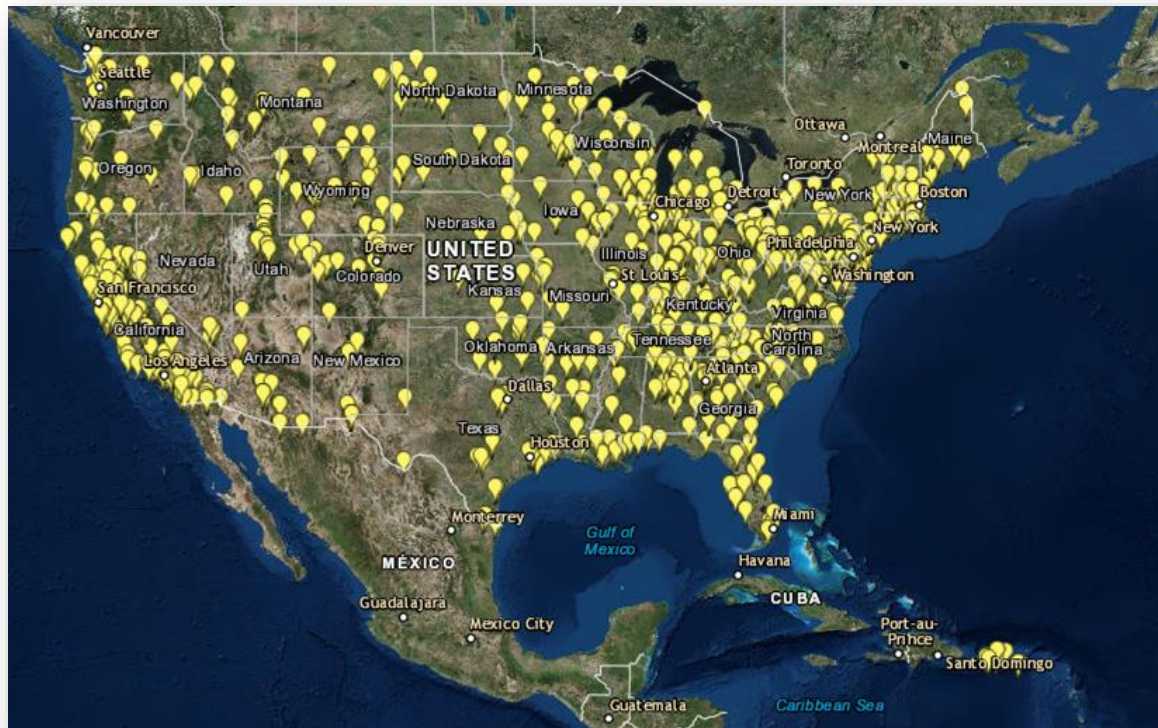 Vancouver
Seattle
Washington
Montana
North Dakota
Minnesota
Ottawa
Montreal
Maine
Oregon
Idaho
South Dakota
Wisconsin
Toronto
Wyoming
Detroit
New York
Boston
Nebraska
Iowa
Chicago
New York
Nevada
Utah
Denver
Colorado
UNITED
STATES
Illinois
Ohio
Philadelphia
San Francisco
Kansas
Missouri
St Louis
Washington
California
Kentucky
Virginia
Los Angeles
Arizona
New Mexico
Oklahoma
Arkansas
Tennessee
North
Carolina
Dallas
Atlanta
Georgia
Texas
Houston
Monterrey
Miami
Gulf of
Mexico
MÉXICO
Havana
CUBA
Guadalajara
Mexico City
Port-au-
Prince
Santo Domingo
Guatemala
Caribbean Sea